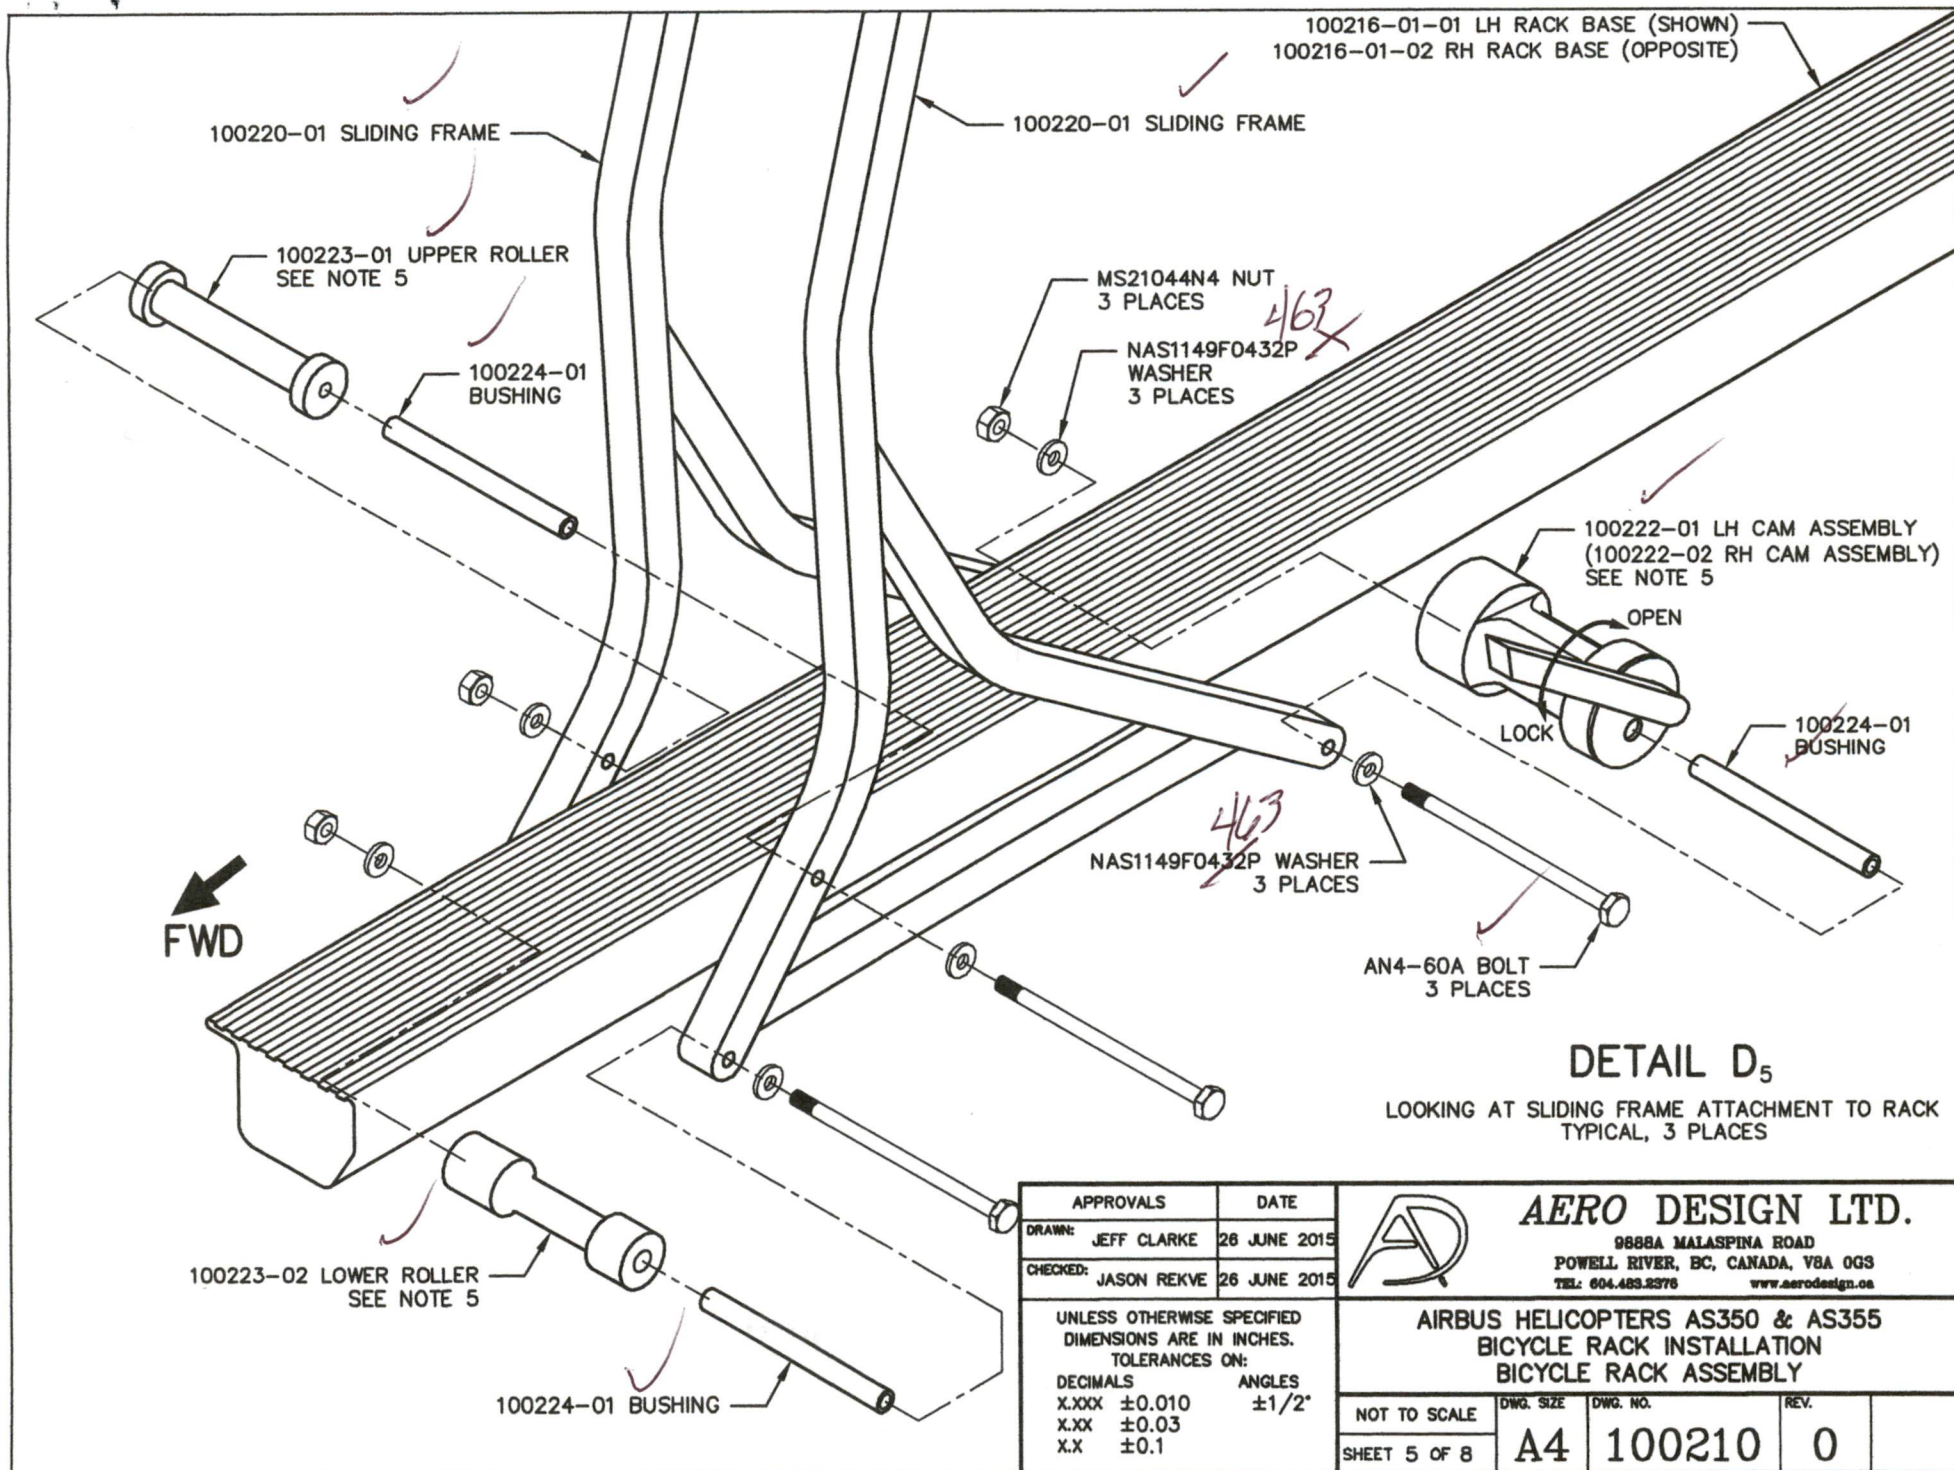 100216-01-01 LH RACK BASE (SHOWN)
100216-01-02 RH RACK BASE (OPPOSITE)
100220-01 SLIDING FRAME
100220-01 SLIDING FRAME
100223-01 UPPER ROLLER
SEE NOTE 5
MS21044N4 NUT
3 PLACES
463
NAS1149F0432P
WASHER
3 PLACES
100224-01
BUSHING
100222-01 LH CAM ASSEMBLY
(100222-02 RH CAM ASSEMBLY)
SEE NOTE 5
OPEN
LOCK
100224-01
BUSHING
463
NAS1149F0432P WASHER
3 PLACES
FWD
AN4-60A BOLT
3 PLACES
DETAIL D5
LOOKING AT SLIDING FRAME ATTACHMENT TO RACK
TYPICAL, 3 PLACES
100223-02 LOWER ROLLER
SEE NOTE 5
100224-01 BUSHING
APPROVALS DATE
DRAWN: JEFF CLARKE 26 JUNE 2015
CHECKED: JASON REKVE 26 JUNE 2015
UNLESS OTHERWISE SPECIFIED
DIMENSIONS ARE IN INCHES.
TOLERANCES ON:
DECIMALS ANGLES
X.XXX ±0.010 ±1/2°
X.XX ±0.03
X.X ±0.1
AD
AERO DESIGN LTD.
9888A MALASPINA ROAD
POWELL RIVER, BC, CANADA, V8A 0G3
TEL: 604.483.2376 www.aerodesign.ca
AIRBUS HELICOPTERS AS350 & AS355
BICYCLE RACK INSTALLATION
BICYCLE RACK ASSEMBLY
NOT TO SCALE
SHEET 5 OF 8
DWG. SIZE
A4
DWG. NO.
100210
REV.
0